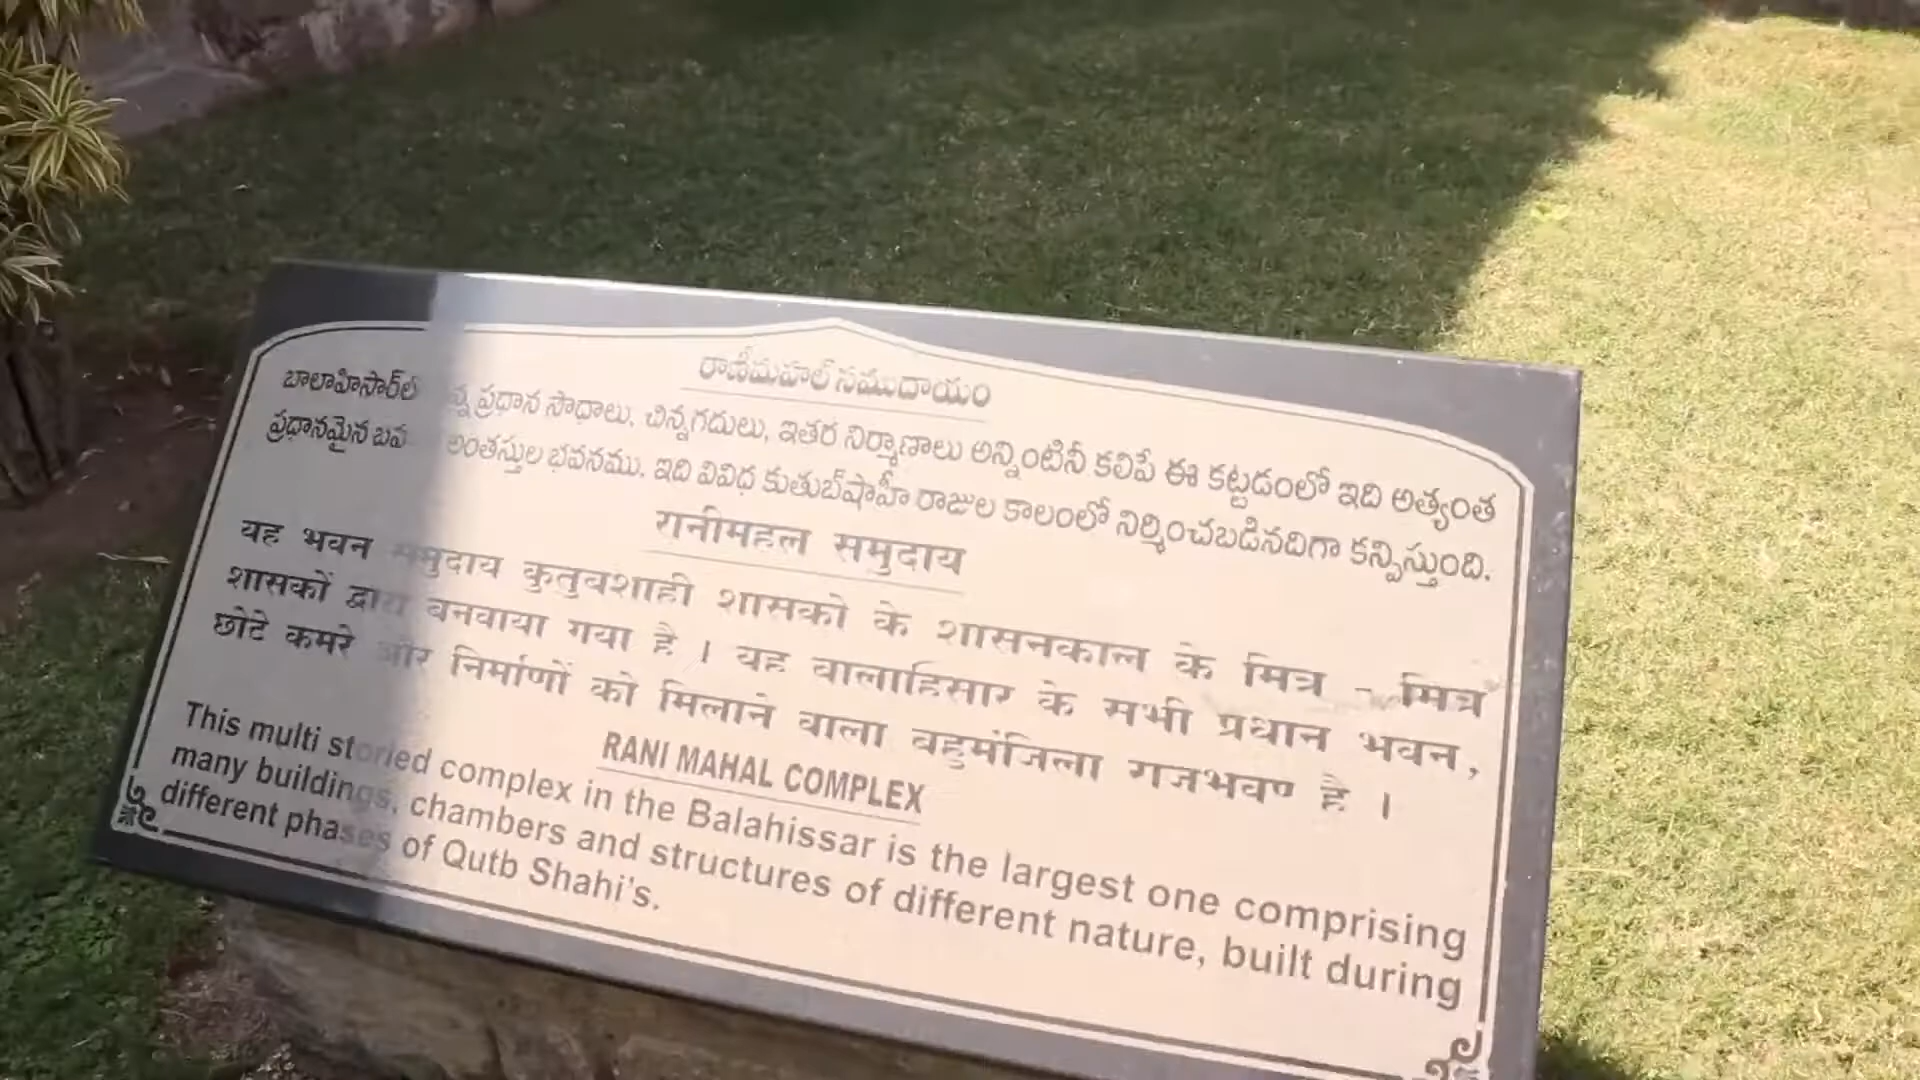 రాణీమహల్ సముదాయం
బాలాహిసార్‌ల న్న ప్రధాన సౌధాలు, చిన్నగదులు, ఇతర నిర్మాణాలు అన్నింటినీ కలిపే ఈ కట్టడంలో ఇది అత్యంత
ప్రధానమైన బహు అంతస్తుల భవనము. ఇది వివిధ కుతుబ్‌షాహీ రాజుల కాలంలో నిర్మించబడినదిగా కన్పిస్తుంది.
रानीमहल समुदाय
यह भवन समुदाय कुतुबशाही शासको के शासनकाल के मित्र - मित्र
शासकों द्वारा बनवाया गया है । यह बालाहिसार के सभी प्रधान भवन,
छोटे कमरे और निर्माणों को मिलाने वाला बहुमंजिला राजभवण है ।
RANI MAHAL COMPLEX
This multi storied complex in the Balahissar is the largest one comprising
many buildings, chambers and structures of different nature, built during
different phases of Qutb Shahi's.